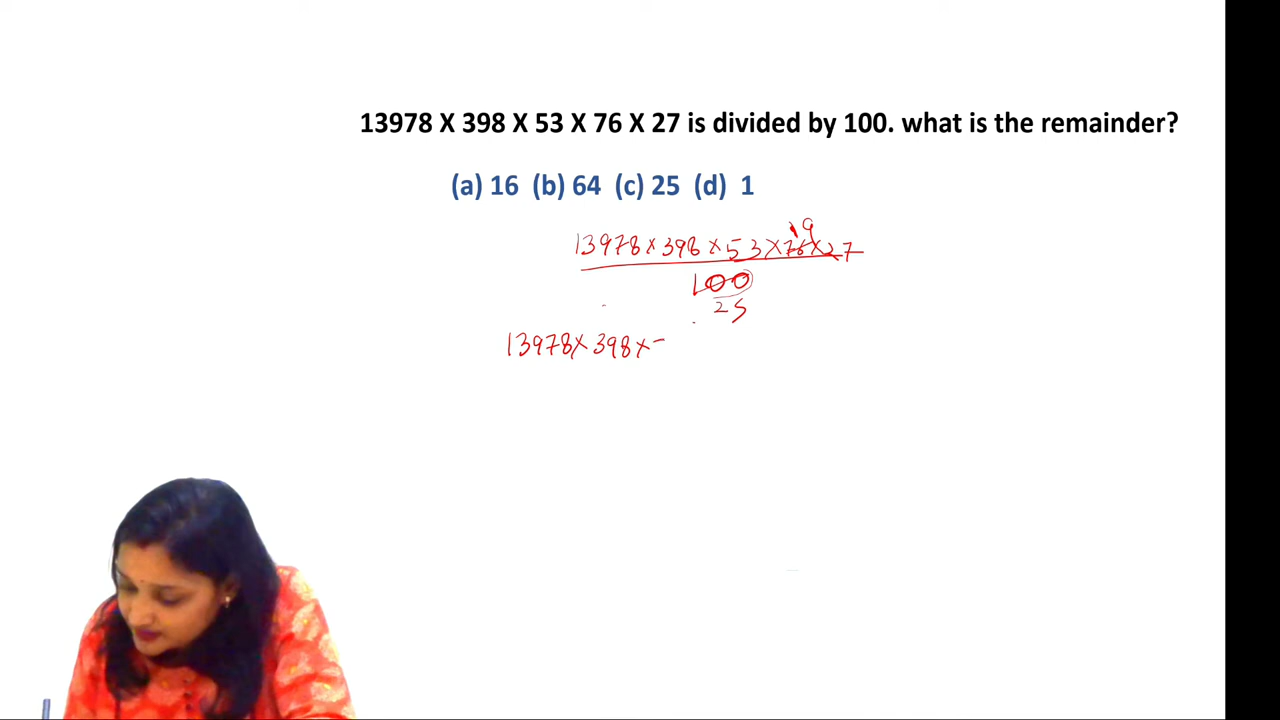 13978 X 398 X 53 X 76 X 27 is divided by 100. what is the remainder?
(a) 16 (b) 64 (c) 25 (d) 1
19
13978 × 398 × 53 × 76 × 27
100
25
13978 × 398 ×